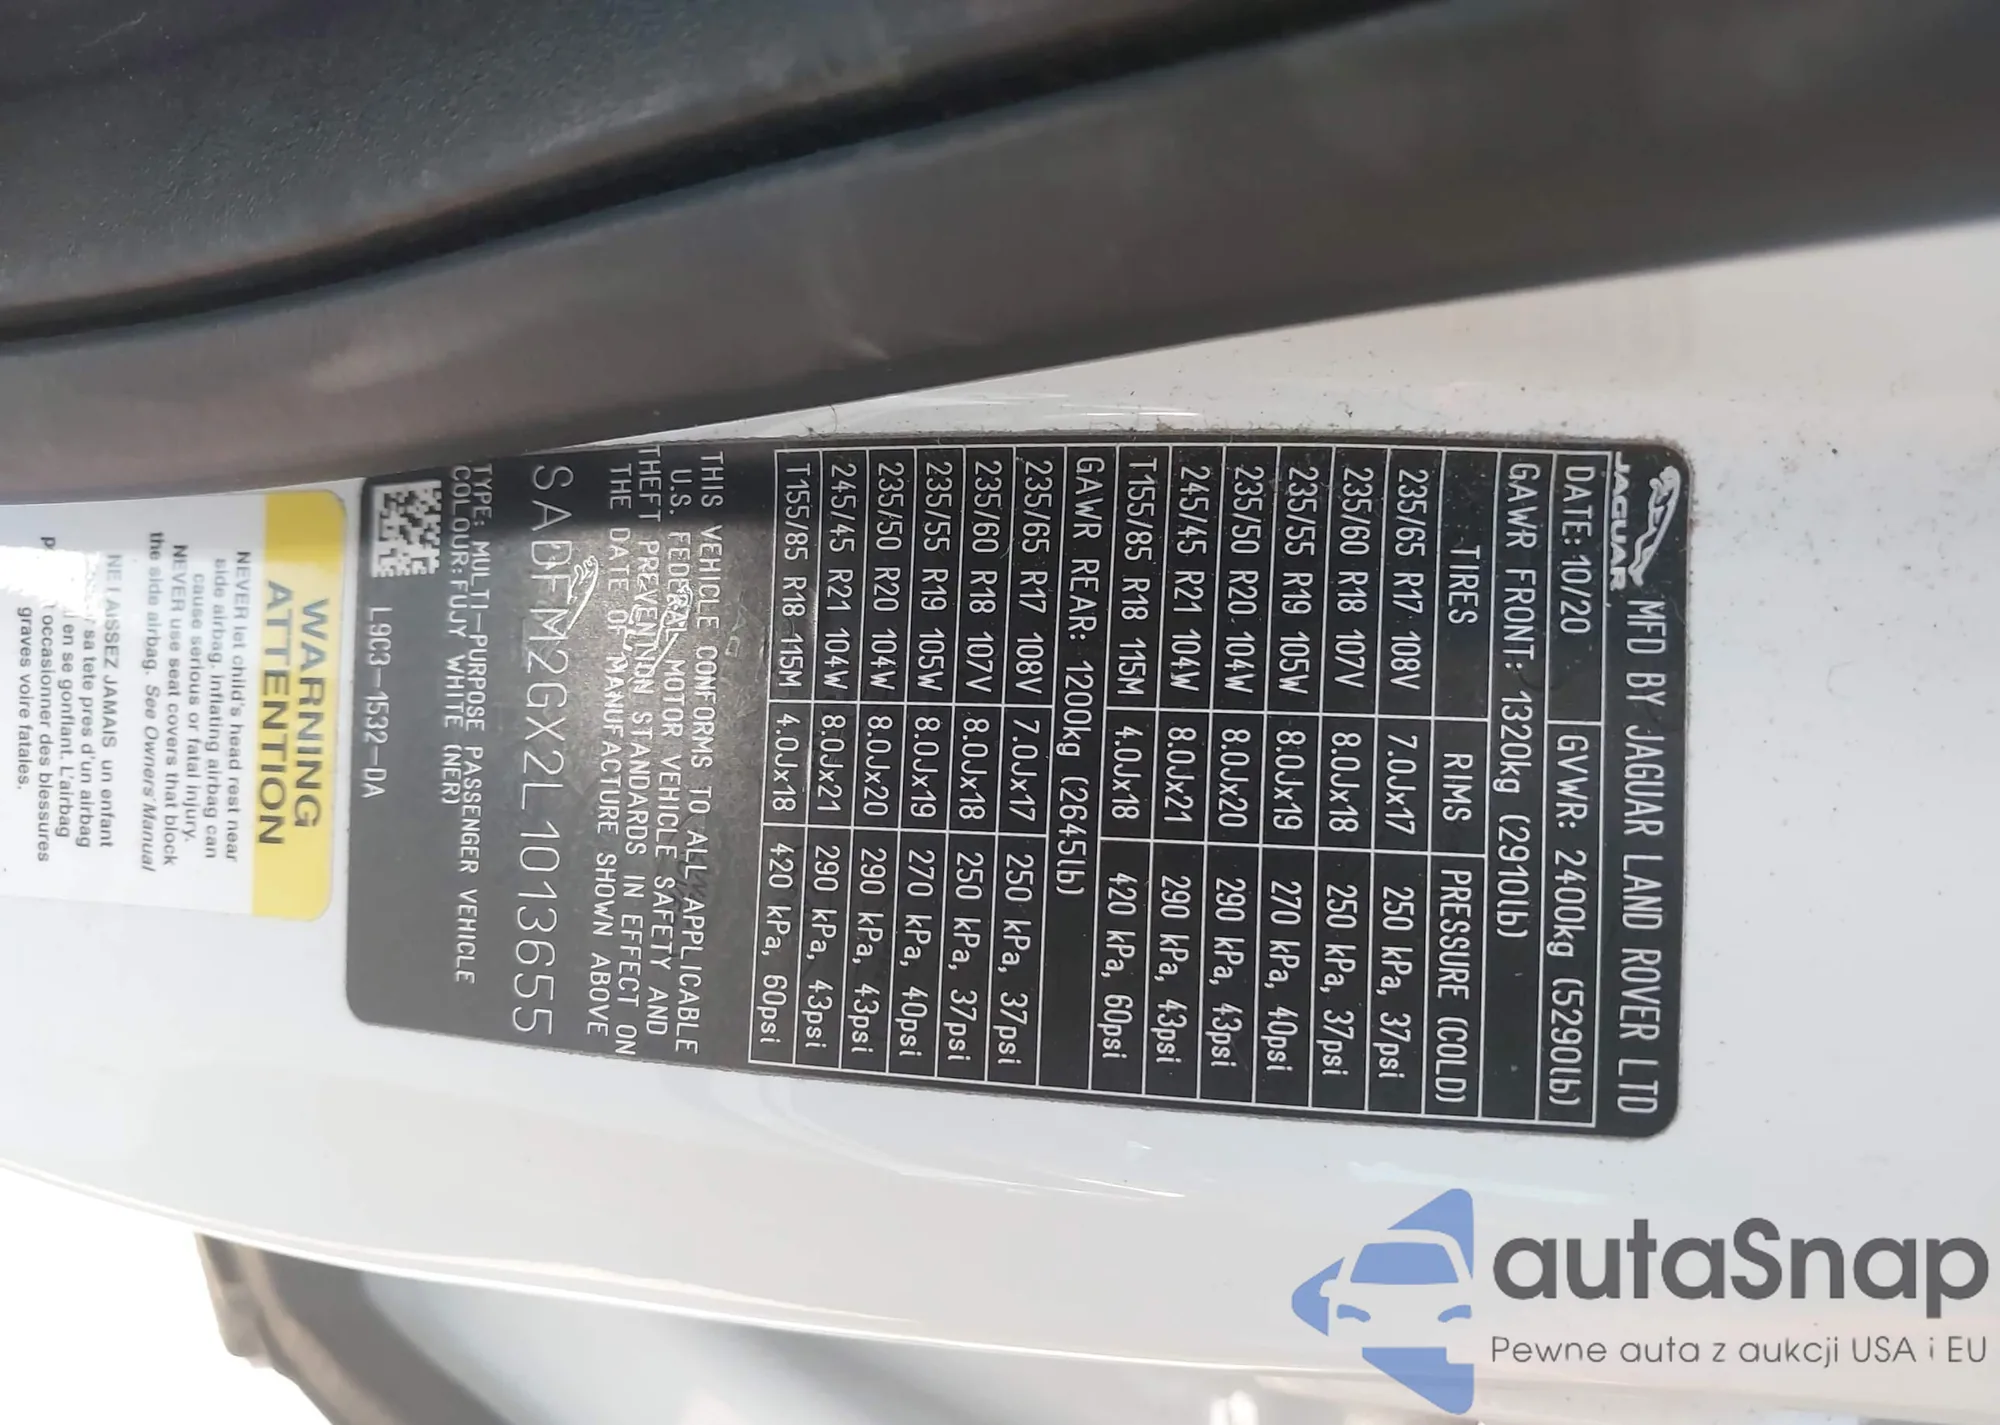 JAGUAR MFD BY JAGUAR LAND ROVER LTD
DATE: 10/20 GVWR: 2400kg (5290lb)
GAWR FRONT: 1320kg (2910lb)
TIRES RIMS PRESSURE (COLD)
235/65 R17 108V 7.0Jx17 250 kPa, 37psi
235/60 R18 107V 8.0Jx18 250 kPa, 37psi
235/55 R19 105W 8.0Jx19 270 kPa, 40psi
235/50 R20 104W 8.0Jx20 290 kPa, 43psi
245/45 R21 104W 8.0Jx21 290 kPa, 43psi
T155/85 R18 115M 4.0Jx18 420 kPa, 60psi
GAWR REAR: 1200kg (2645lb)
235/65 R17 108V 7.0Jx17 250 kPa, 37psi
235/60 R18 107V 8.0Jx18 250 kPa, 37psi
235/55 R19 105W 8.0Jx19 270 kPa, 40psi
235/50 R20 104W 8.0Jx20 290 kPa, 43psi
245/45 R21 104W 8.0Jx21 290 kPa, 43psi
T155/85 R18 115M 4.0Jx18 420 kPa, 60psi
THIS VEHICLE CONFORMS TO ALL APPLICABLE
U.S. FEDERAL MOTOR VEHICLE SAFETY AND
THEFT PREVENTION STANDARDS IN EFFECT ON
THE DATE OF MANUFACTURE SHOWN ABOVE
SADFM2GX2L1013655
TYPE: MULTI-PURPOSE PASSENGER VEHICLE
COLOUR:FUJY WHITE (NER)
L9C3-1532-DA
WARNING
ATTENTION
NEVER let child's head rest near
side airbag, inflating airbag can
cause serious or fatal injury.
NEVER use seat covers that block
the side airbag. See Owners Manual
NE LAISSEZ JAMAIS un enfant
sa tete pres d'un airbag
en se gonflant. L'airbag
occasionner des blessures
graves voire fatales.
autaSnap
Pewne auta z aukcji USA i EU